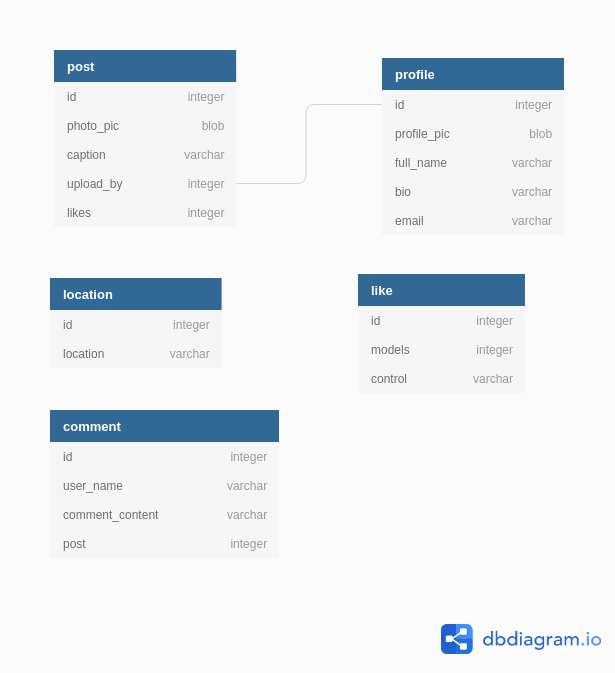 post
id integer
photo_pic blob
caption varchar
upload_by integer
likes integer
profile
id integer
profile_pic blob
full_name varchar
bio varchar
email varchar
location
id integer
location varchar
like
id integer
models integer
control varchar
comment
id integer
user_name varchar
comment_content varchar
post integer
dbdiagram.io